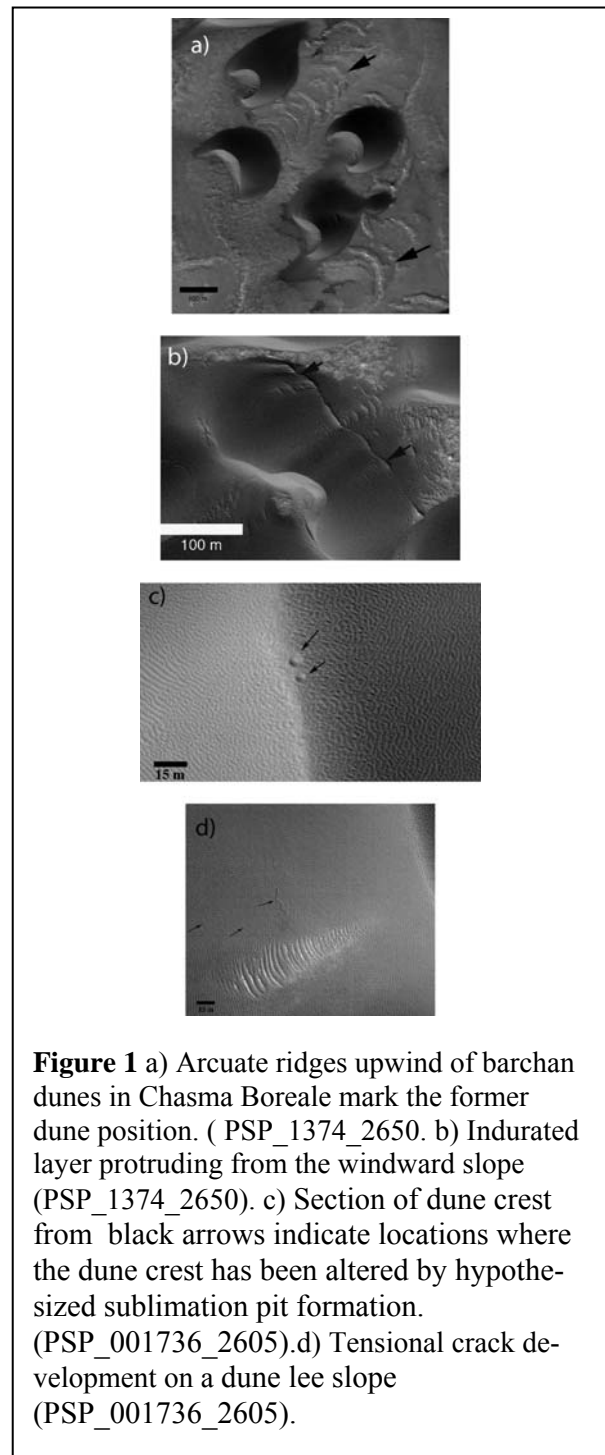 a)
b)
100 m
c)
15 m
d)
Figure 1 a) Arcuate ridges upwind of barchan
dunes in Chasma Boreale mark the former
dune position. ( PSP_1374_2650. b) Indurated
layer protruding from the windward slope
(PSP_1374_2650). c) Section of dune crest
from  black arrows indicate locations where
the dune crest has been altered by hypothe-
sized sublimation pit formation.
(PSP_001736_2605).d) Tensional crack de-
velopment on a dune lee slope
(PSP_001736_2605).